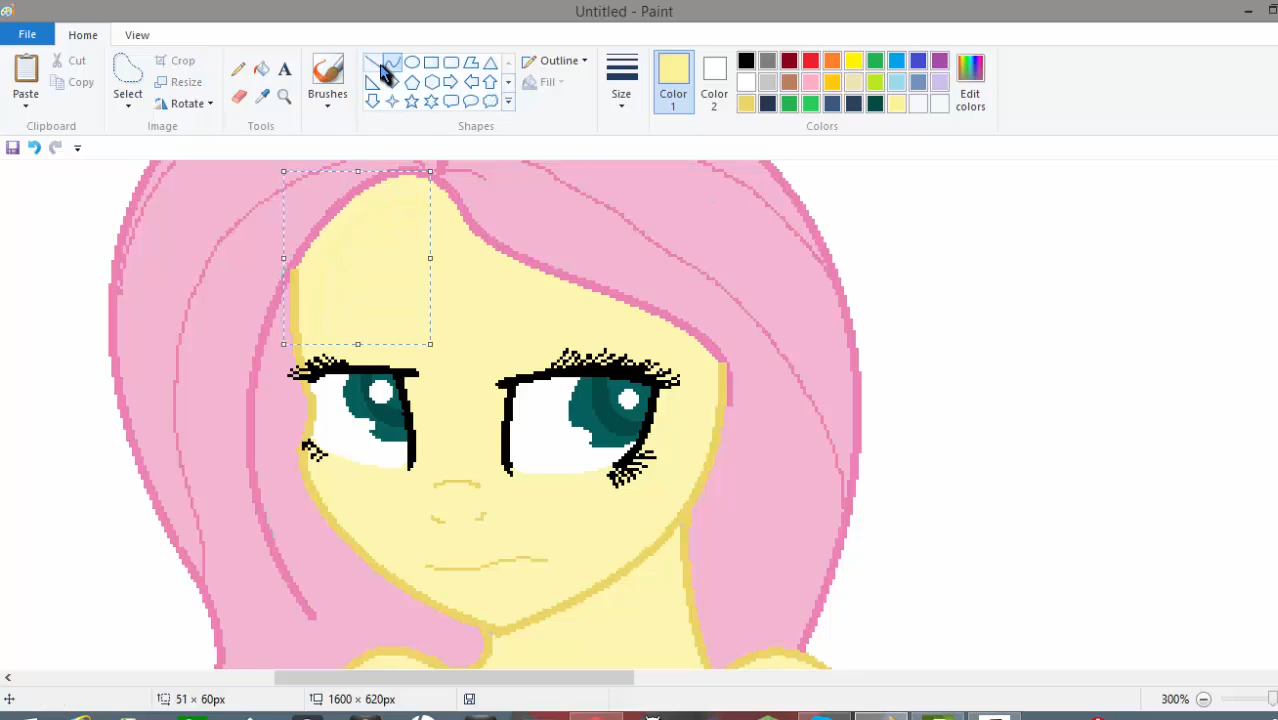 Untitled - Paint
File Home View
Paste
Cut
Copy
Clipboard
Select
Crop
Resize
Rotate
Image
Tools
Brushes
Shapes
Outline
Fill
Size
Color 1
Color 2
Edit colors
Colors
51 × 60px
1600 × 620px
300%